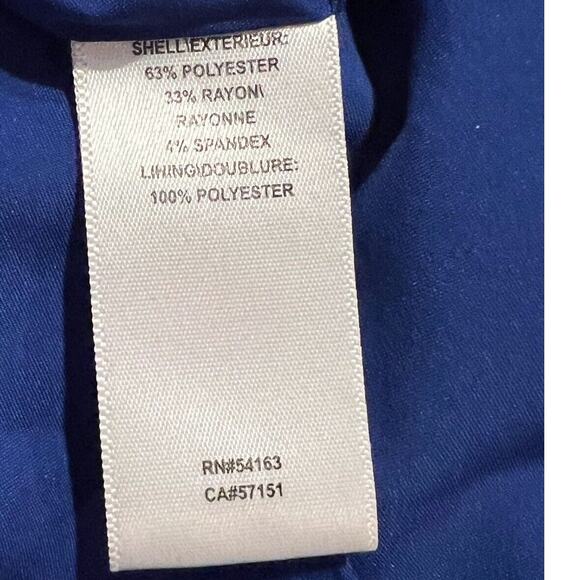 SHELL\EXTERIEUR:
63% POLYESTER
33% RAYON\
RAYONNE
4% SPANDEX
LINING\DOUBLURE:
100% POLYESTER
RN#54163
CA#57151